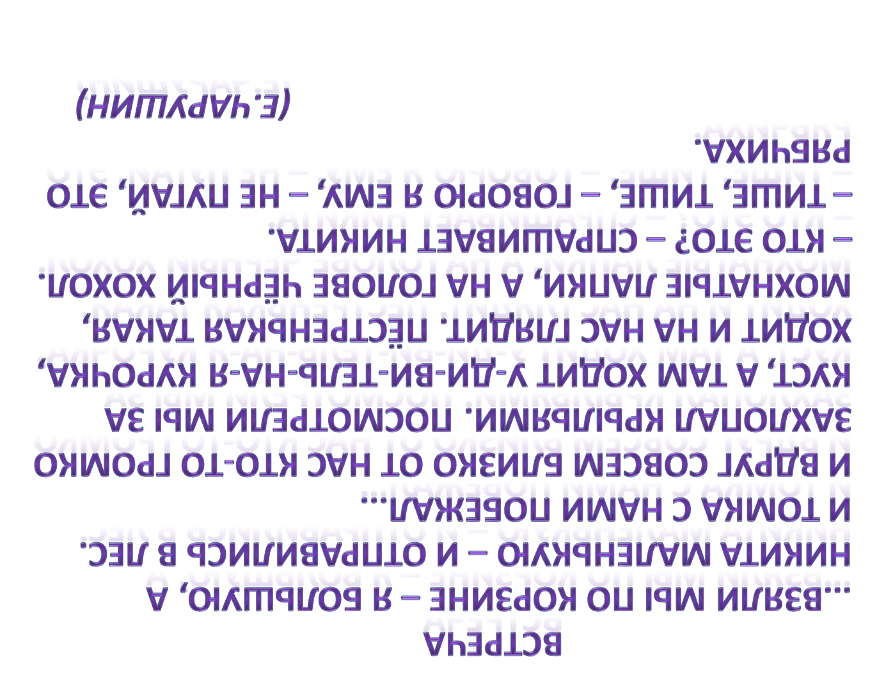 ВСТРЕЧА
...ВЗЯЛИ МЫ ПО КОРЗИНЕ – Я БОЛЬШУЮ, А
НИКИТА МАЛЕНЬКУЮ – И ОТПРАВИЛИСЬ В ЛЕС.
И ТОМКА С НАМИ ПОБЕЖАЛ...
И ВДРУГ СОВСЕМ БЛИЗКО ОТ НАС КТО-ТО ГРОМКО
ЗАХЛОПАЛ КРЫЛЬЯМИ. ПОСМОТРЕЛИ МЫ ЗА
КУСТ, А ТАМ ХОДИТ У-ДИ-ВИ-ТЕЛЬ-НА-Я КУРОЧКА,
ХОДИТ И НА НАС ГЛЯДИТ. ПЁСТРЕНЬКАЯ ТАКАЯ,
МОХНАТЫЕ ЛАПКИ, А НА ГОЛОВЕ ЧЁРНЫЙ ХОХОЛ.
– КТО ЭТО? – СПРАШИВАЕТ НИКИТА.
– ТИШЕ, ТИШЕ, – ГОВОРЮ Я ЕМУ, – НЕ ПУГАЙ, ЭТО
РЯБЧИХА.
(Е.ЧАРУШИН)